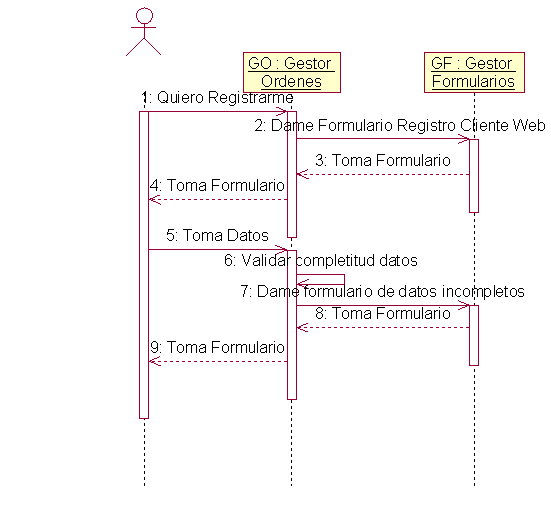 GO : Gestor
Ordenes
GF : Gestor
Formularios
1: Quiero Registrarme
2: Dame Formulario Registro Cliente Web
3: Toma Formulario
4: Toma Formulario
5: Toma Datos
6: Validar completitud datos
7: Dame formulario de datos incompletos
8: Toma Formulario
9: Toma Formulario